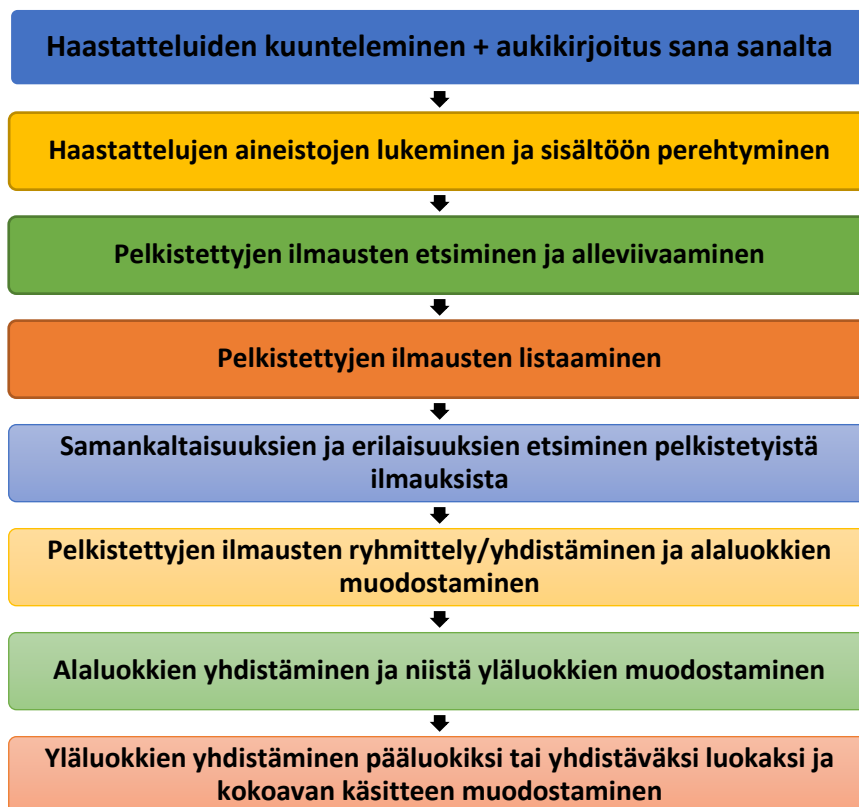 Haastatteluiden kuunteleminen + aukikirjoitus sana sanalta
Haastattelujen aineistojen lukeminen ja sisältöön perehtyminen
Pelkistettyjen ilmausten etsiminen ja alleviivaaminen
Pelkistettyjen ilmausten listaaminen
Samankaltaisuuksien ja erilaisuuksien etsiminen pelkistetyistä
ilmauksista
Pelkistettyjen ilmausten ryhmittely/yhdistäminen ja alaluokkien
muodostaminen
Alaluokkien yhdistäminen ja niistä yläluokkien muodostaminen
Yläluokkien yhdistäminen pääluokiksi tai yhdistäväksi luokaksi ja
kokoavan käsitteen muodostaminen